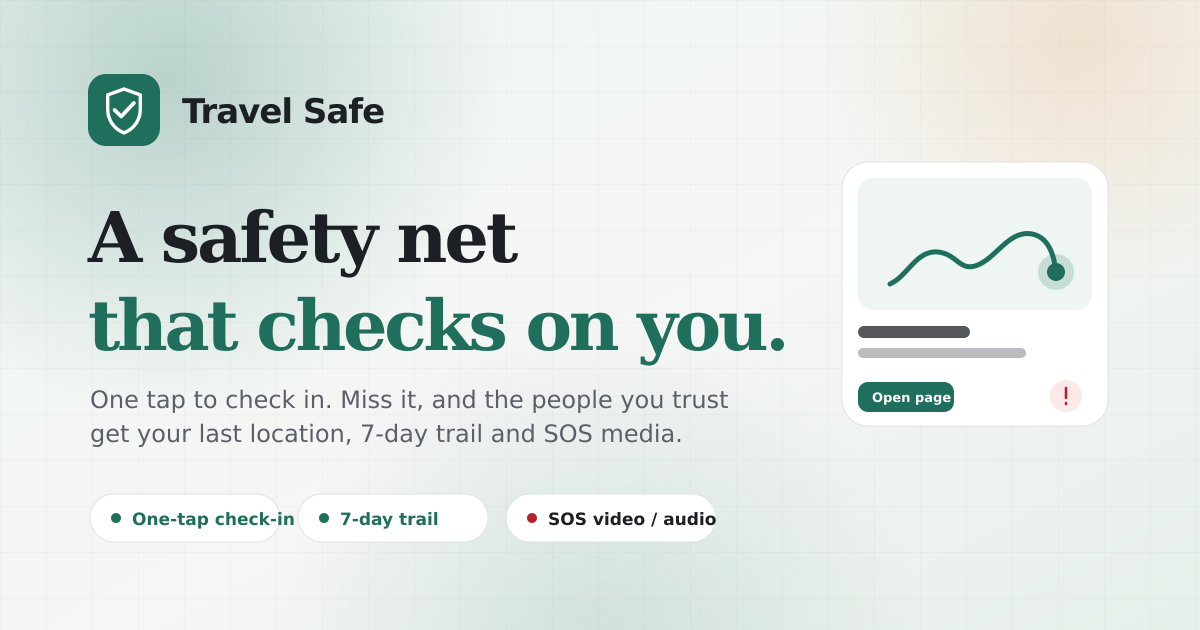 Travel Safe
A safety net
that checks on you.
One tap to check in. Miss it, and the people you trust
get your last location, 7-day trail and SOS media.
Open page
!
One-tap check-in
7-day trail
SOS video / audio